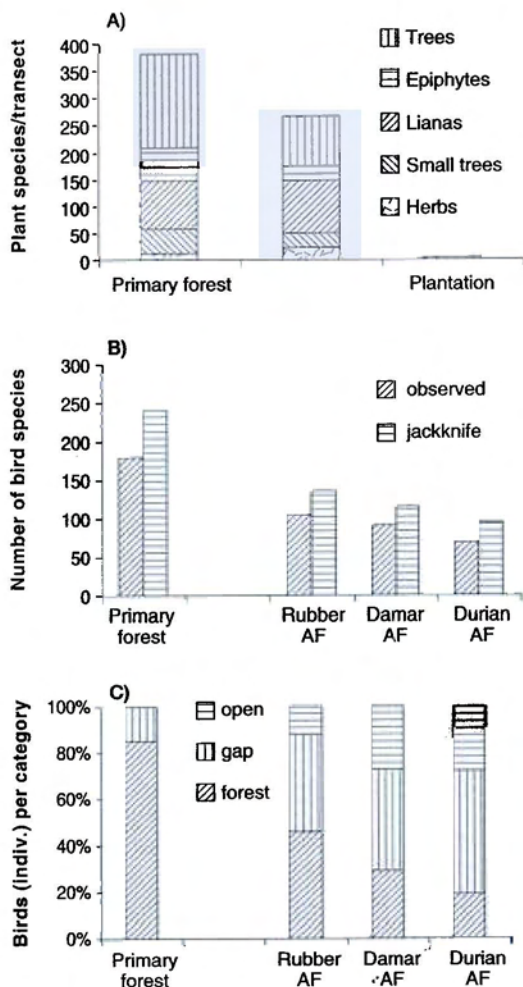 A)
Plant species/transect
400
350
300
250
200
150
100
50
0
Trees
Epiphytes
Lianas
Small trees
Herbs
Primary forest
Plantation
B)
Number of bird species
300
250
200
150
100
50
0
observed
jackknife
Primary
forest
Rubber
AF
Damar
AF
Durian
AF
C)
Birds (indiv.) per category
100%
80%
60%
40%
20%
0%
open
gap
forest
Primary
forest
Rubber
AF
Damar
AF
Durian
AF